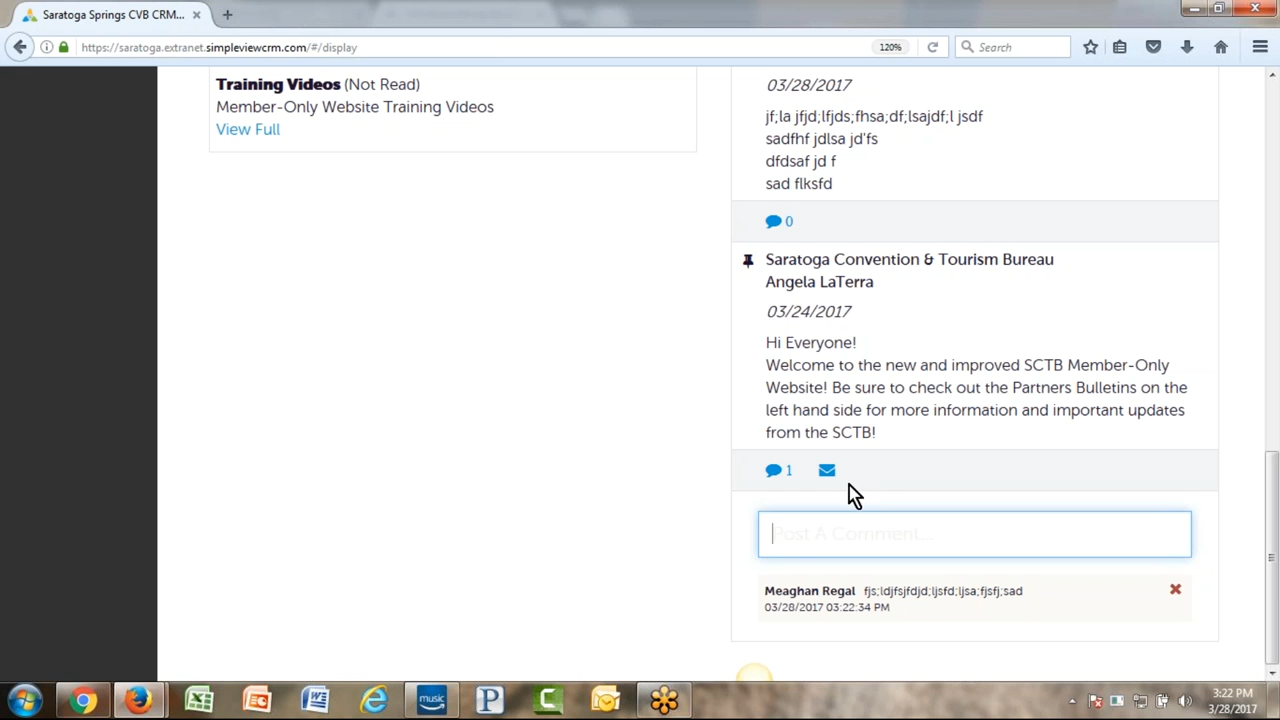 Saratoga Springs CVB CRM...
https://saratoga.extranet.simpleviewcrm.com/#/display
120%
Search
Training Videos (Not Read)
Member-Only Website Training Videos
View Full
03/28/2017
jf;la jfjd;lfjds;fhsa;df;lsajdf;l jsdf
sadfhf jdlsa jd'fs
dfdsaf jd f
sad flksfd
0
Saratoga Convention & Tourism Bureau
Angela LaTerra
03/24/2017
Hi Everyone!
Welcome to the new and improved SCTB Member-Only
Website! Be sure to check out the Partners Bulletins on the
left hand side for more information and important updates
from the SCTB!
1
Post A Comment...
Meaghan Regal fjs;ldjfsjfdjd;ljsfd;ljsa;fjsfj;sad
03/28/2017 03:22:34 PM
music
3:22 PM
3/28/2017